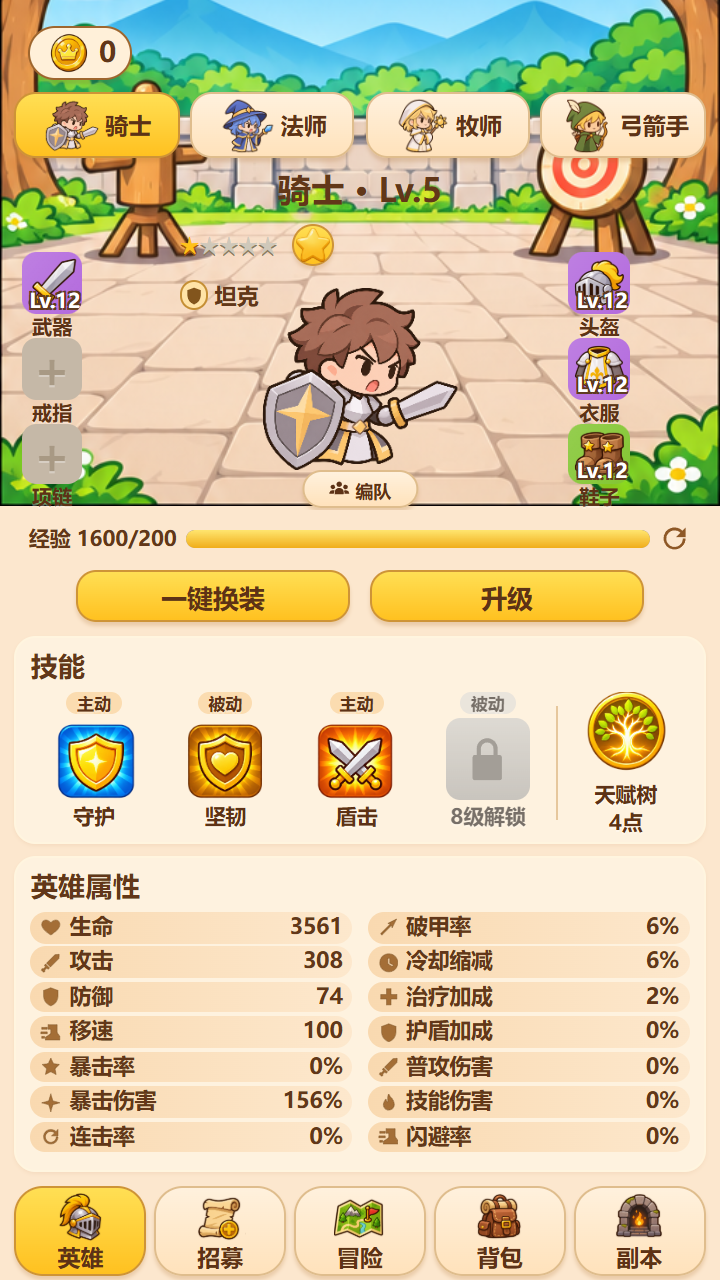 0
骑士
法师
牧师
弓箭手
骑士·Lv.5
坦克
Lv.12
武器
戒指
项链
Lv.12
头盔
Lv.12
衣服
Lv.12
鞋子
编队
经验 1600/200
一键换装
升级
技能
主动
守护
被动
坚韧
主动
盾击
被动
8级解锁
天赋树
4点
英雄属性
生命 3561
破甲率 6%
攻击 308
冷却缩减 6%
防御 74
治疗加成 2%
移速 100
护盾加成 0%
暴击率 0%
普攻伤害 0%
暴击伤害 156%
技能伤害 0%
连击率 0%
闪避率 0%
英雄
招募
冒险
背包
副本